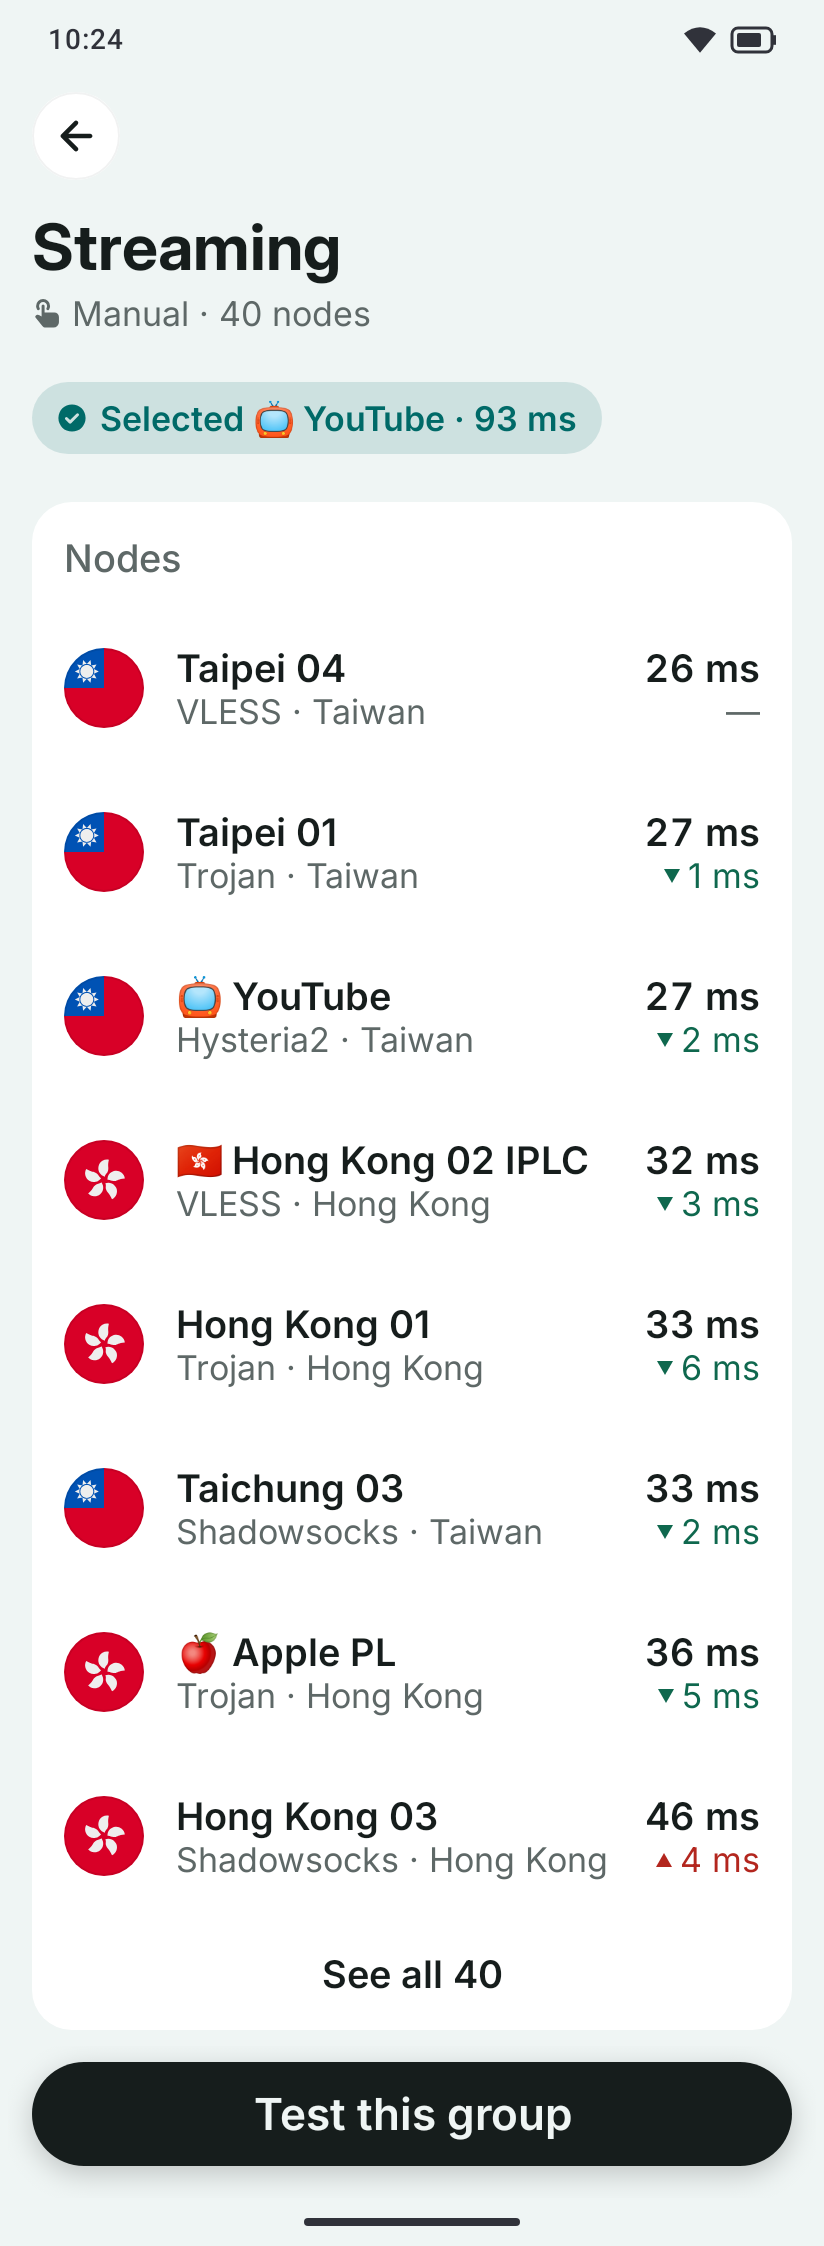 10:24
Streaming
Manual · 40 nodes
Selected 📺 YouTube · 93 ms
Nodes
Taipei 04
26 ms
VLESS · Taiwan
—
Taipei 01
27 ms
Trojan · Taiwan
▼1 ms
📺 YouTube
27 ms
Hysteria2 · Taiwan
▼2 ms
🇭🇰 Hong Kong 02 IPLC
32 ms
VLESS · Hong Kong
▼3 ms
Hong Kong 01
33 ms
Trojan · Hong Kong
▼6 ms
Taichung 03
33 ms
Shadowsocks · Taiwan
▼2 ms
🍎 Apple PL
36 ms
Trojan · Hong Kong
▼5 ms
Hong Kong 03
46 ms
Shadowsocks · Hong Kong
▲4 ms
See all 40
Test this group